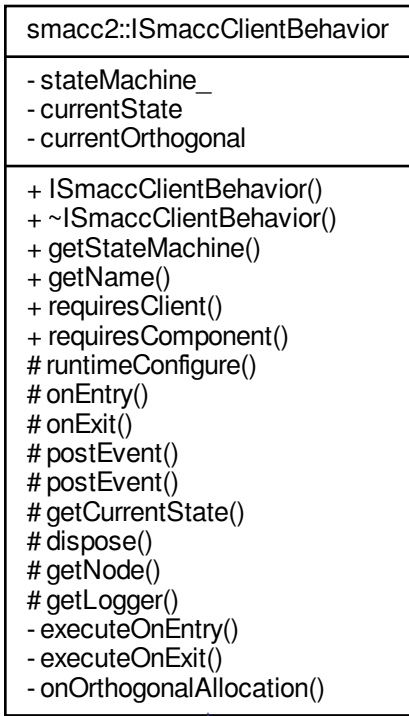 smacc2::ISmaccClientBehavior
- stateMachine_
- currentState
- currentOrthogonal
+ ISmaccClientBehavior()
+ ~ISmaccClientBehavior()
+ getStateMachine()
+ getName()
+ requiresClient()
+ requiresComponent()
# runtimeConfigure()
# onEntry()
# onExit()
# postEvent()
# postEvent()
# getCurrentState()
# dispose()
# getNode()
# getLogger()
- executeOnEntry()
- executeOnExit()
- onOrthogonalAllocation()